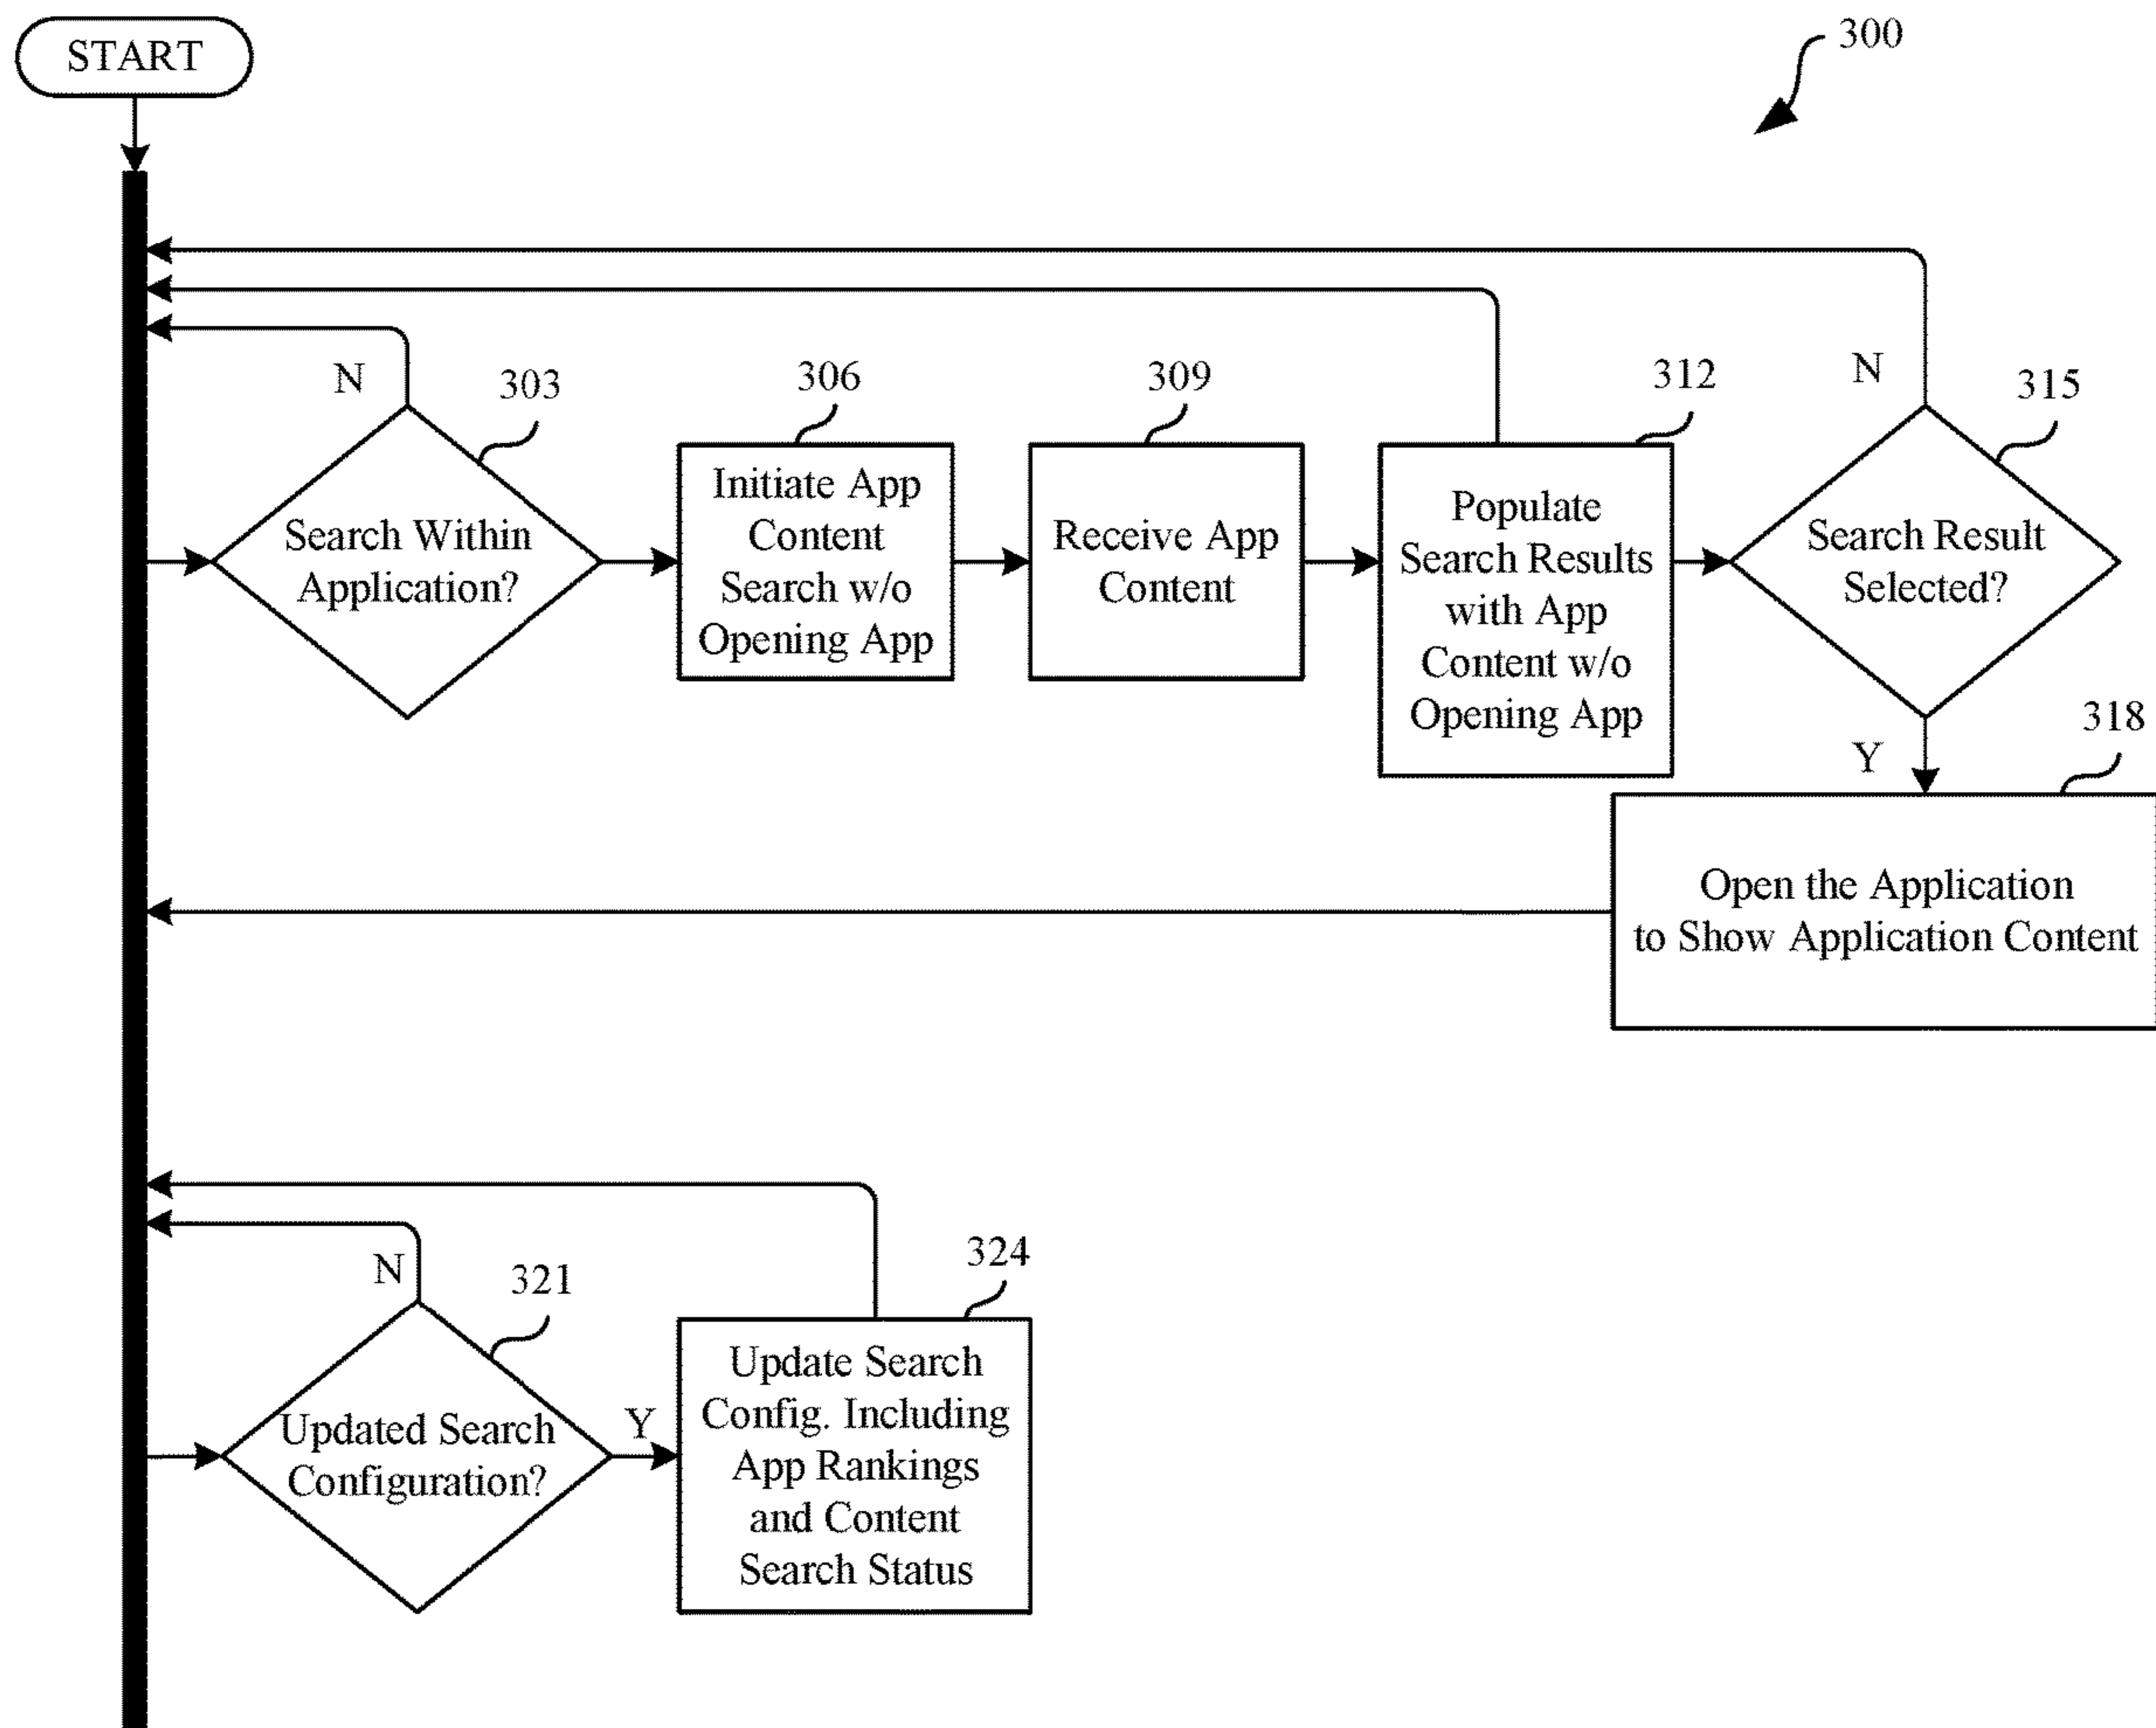 START
300
N
303
306
309
312
N
315
Search Within
Application?
Initiate App
Content
Search w/o
Opening App
Receive App
Content
Populate
Search Results
with App
Content w/o
Opening App
Search Result
Selected?
Y
318
Open the Application
to Show Application Content
N
321
324
Updated Search
Configuration?
Y
Update Search
Config. Including
App Rankings
and Content
Search Status